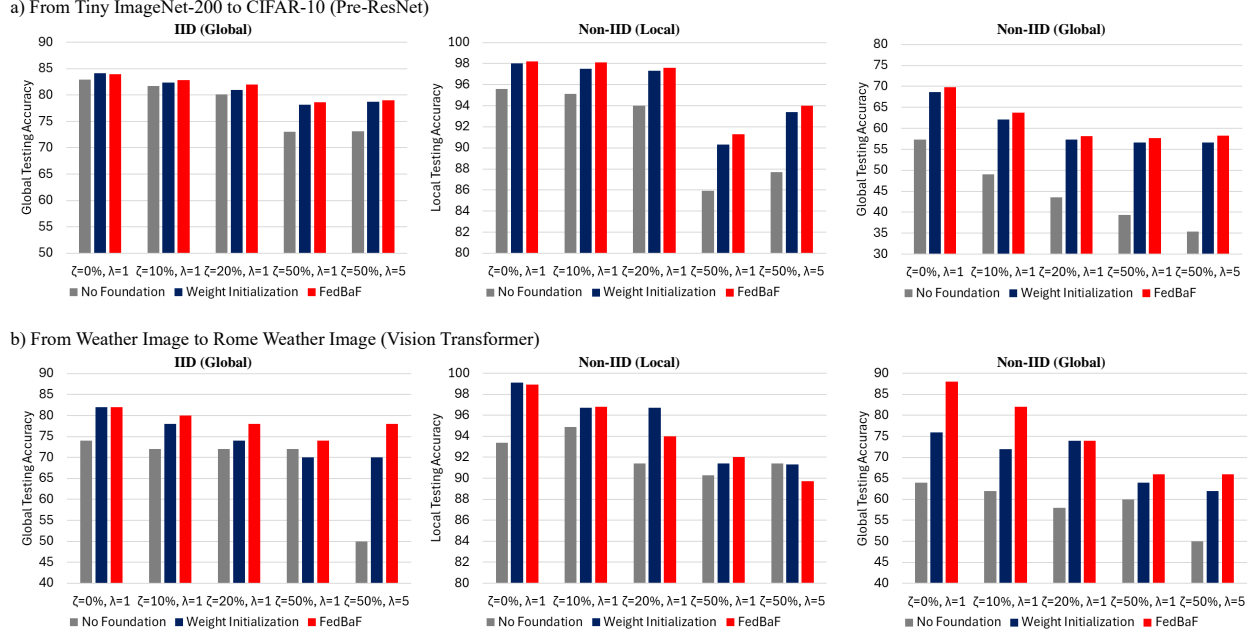 a) From Tiny ImageNet-200 to CIFAR-10 (Pre-ResNet)
IID (Global)
Global Testing Accuracy
90
85
80
75
70
65
60
55
50
ζ=0%, λ=1 ζ=10%, λ=1 ζ=20%, λ=1 ζ=50%, λ=1 ζ=50%, λ=5
No Foundation Weight Initialization FedBaF
Non-IID (Local)
Local Testing Accuracy
100
98
96
94
92
90
88
86
84
82
80
ζ=0%, λ=1 ζ=10%, λ=1 ζ=20%, λ=1 ζ=50%, λ=1 ζ=50%, λ=5
No Foundation Weight Initialization FedBaF
Non-IID (Global)
Global Testing Accuracy
80
75
70
65
60
55
50
45
40
35
30
ζ=0%, λ=1 ζ=10%, λ=1 ζ=20%, λ=1 ζ=50%, λ=1 ζ=50%, λ=5
No Foundation Weight Initialization FedBaF
b) From Weather Image to Rome Weather Image (Vision Transformer)
IID (Global)
Global Testing Accuracy
90
85
80
75
70
65
60
55
50
45
40
ζ=0%, λ=1 ζ=10%, λ=1 ζ=20%, λ=1 ζ=50%, λ=1 ζ=50%, λ=5
No Foundation Weight Initialization FedBaF
Non-IID (Local)
Local Testing Accuracy
100
98
96
94
92
90
88
86
84
82
80
ζ=0%, λ=1 ζ=10%, λ=1 ζ=20%, λ=1 ζ=50%, λ=1 ζ=50%, λ=5
No Foundation Weight Initialization FedBaF
Non-IID (Global)
Global Testing Accuracy
90
85
80
75
70
65
60
55
50
45
40
ζ=0%, λ=1 ζ=10%, λ=1 ζ=20%, λ=1 ζ=50%, λ=1 ζ=50%, λ=5
No Foundation Weight Initialization FedBaF